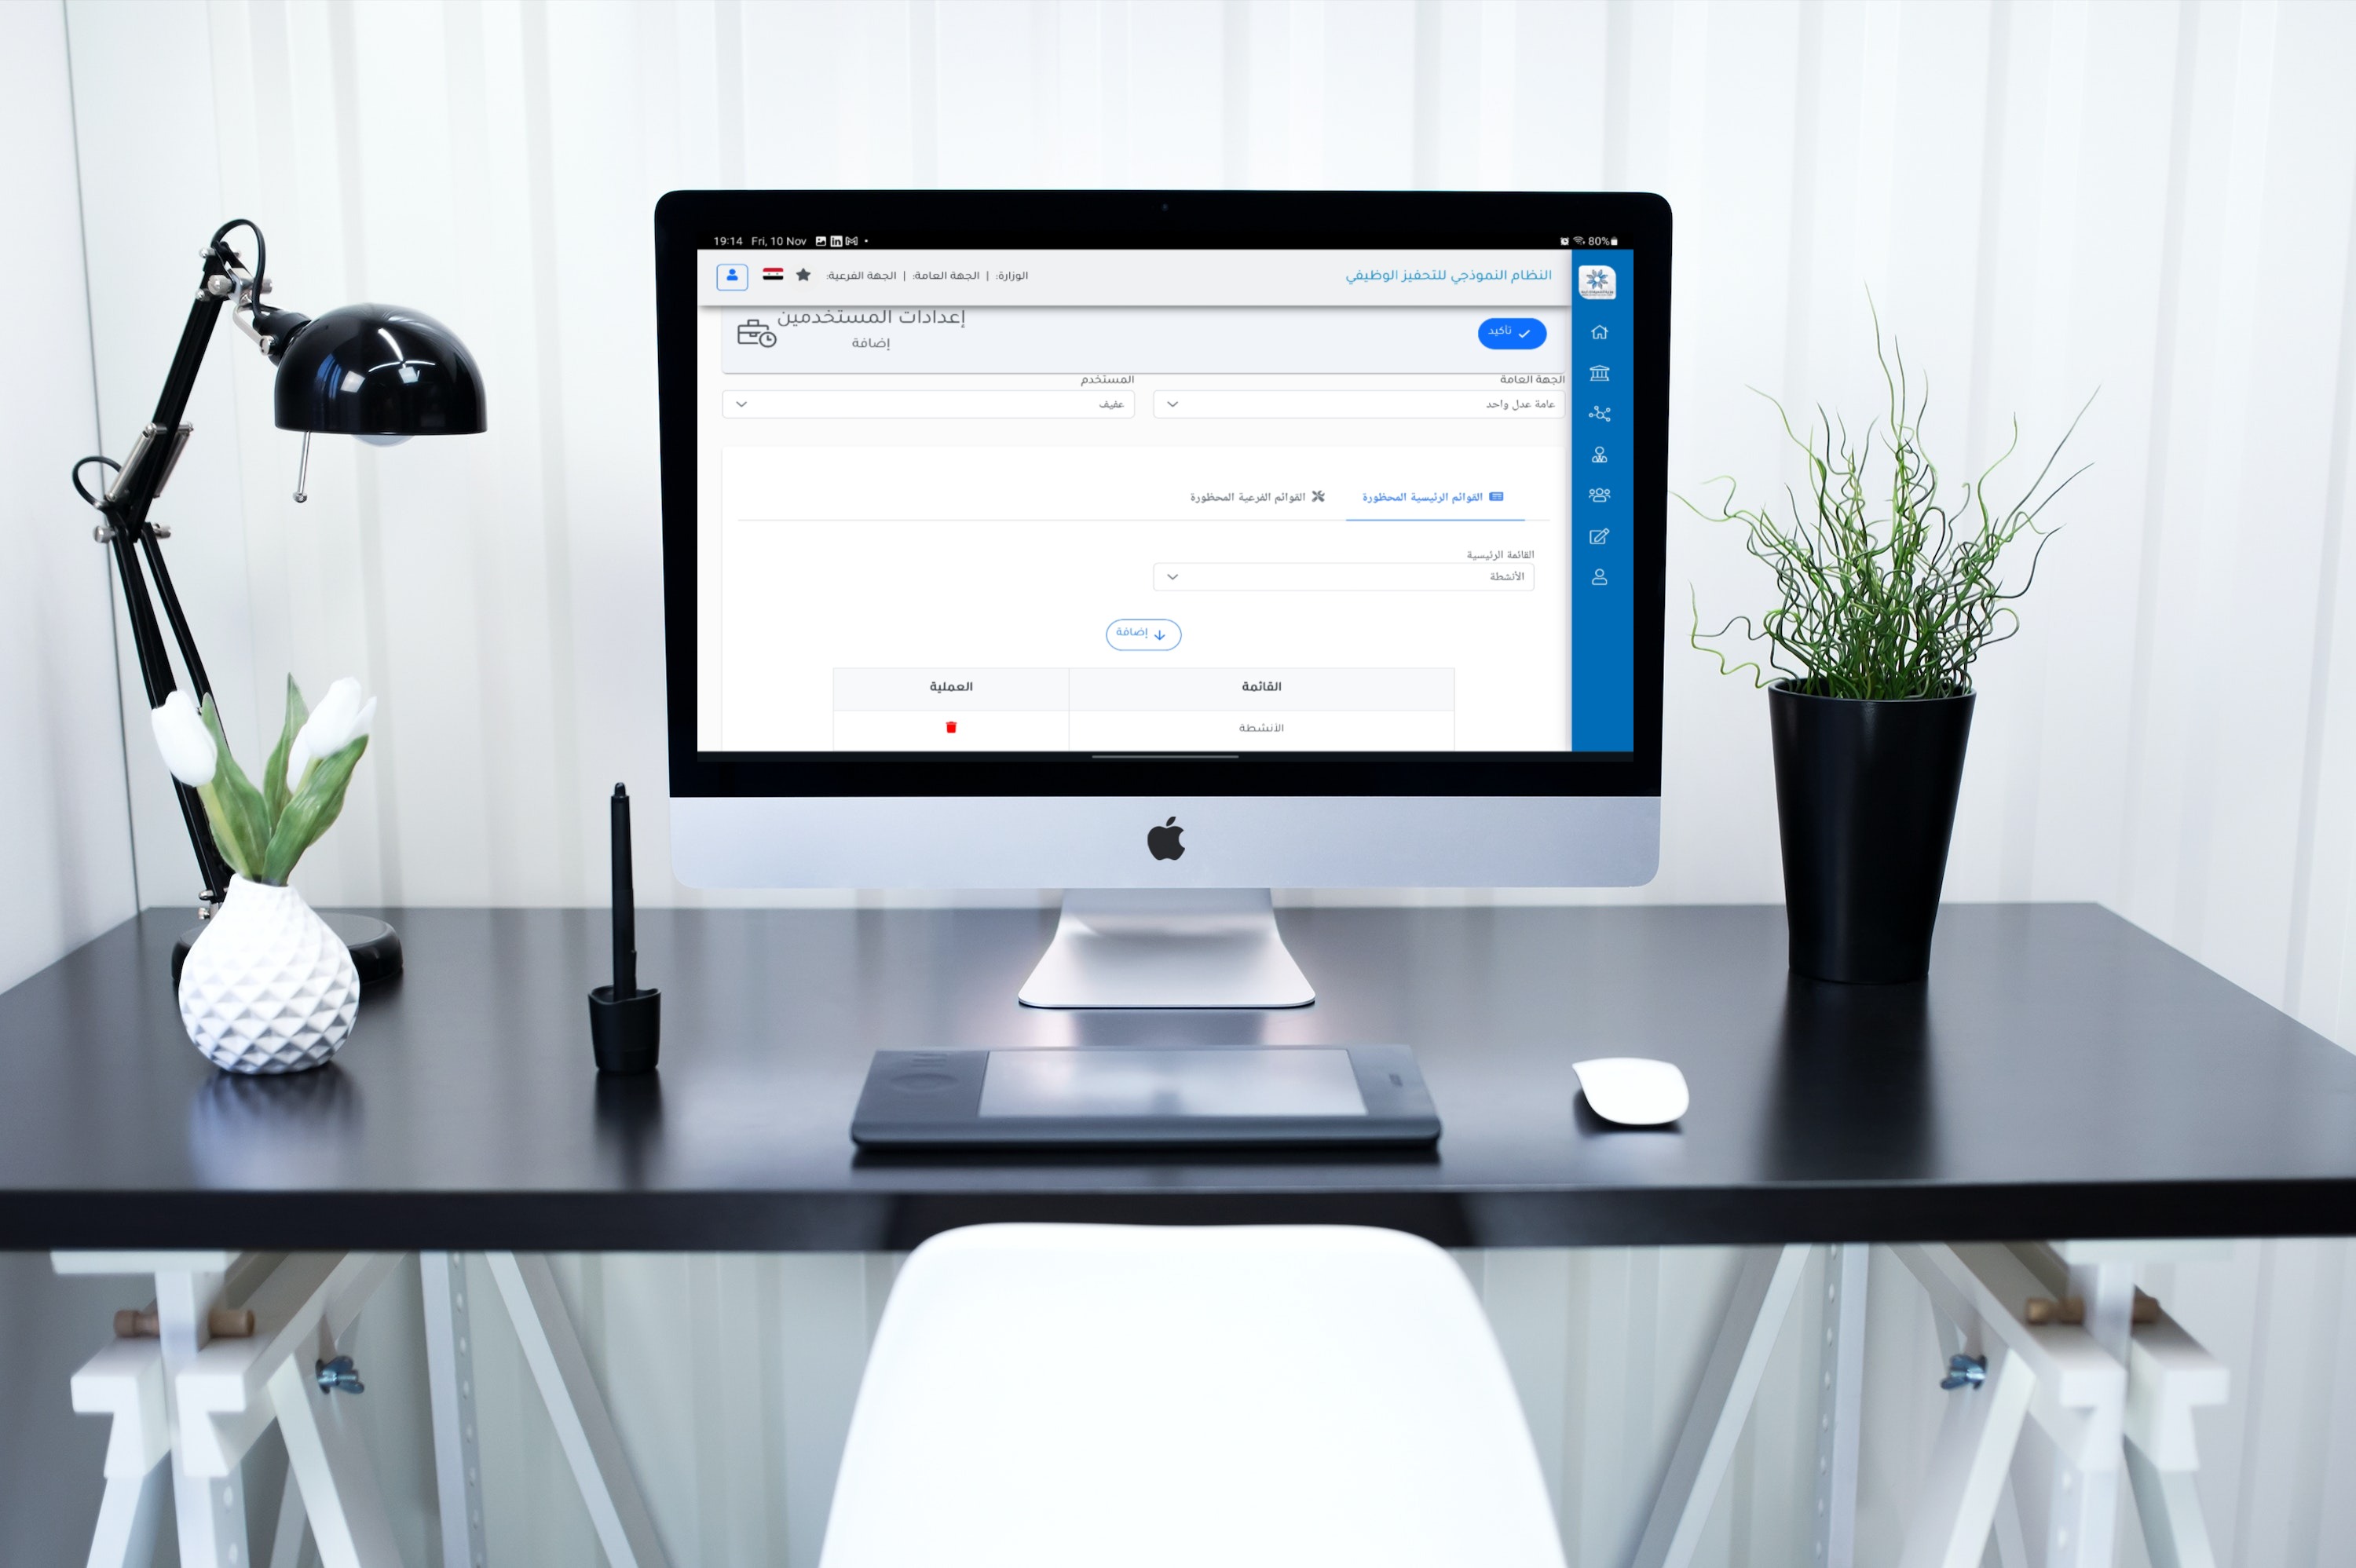 19:14 Fri, 10 Nov
80%
النظام النموذجي للتحفيز الوظيفي
الوزارة: | الجهة العامة: | الجهة الفرعية:
إعدادات المستخدمين
إضافة
تأكيد
الجهة العامة
المستخدم
عامة عدل واحد
عفيف
القوائم الرئيسية المحظورة
القوائم الفرعية المحظورة
القائمة الرئيسية
الأنشطة
إضافة
القائمة
العملية
الأنشطة